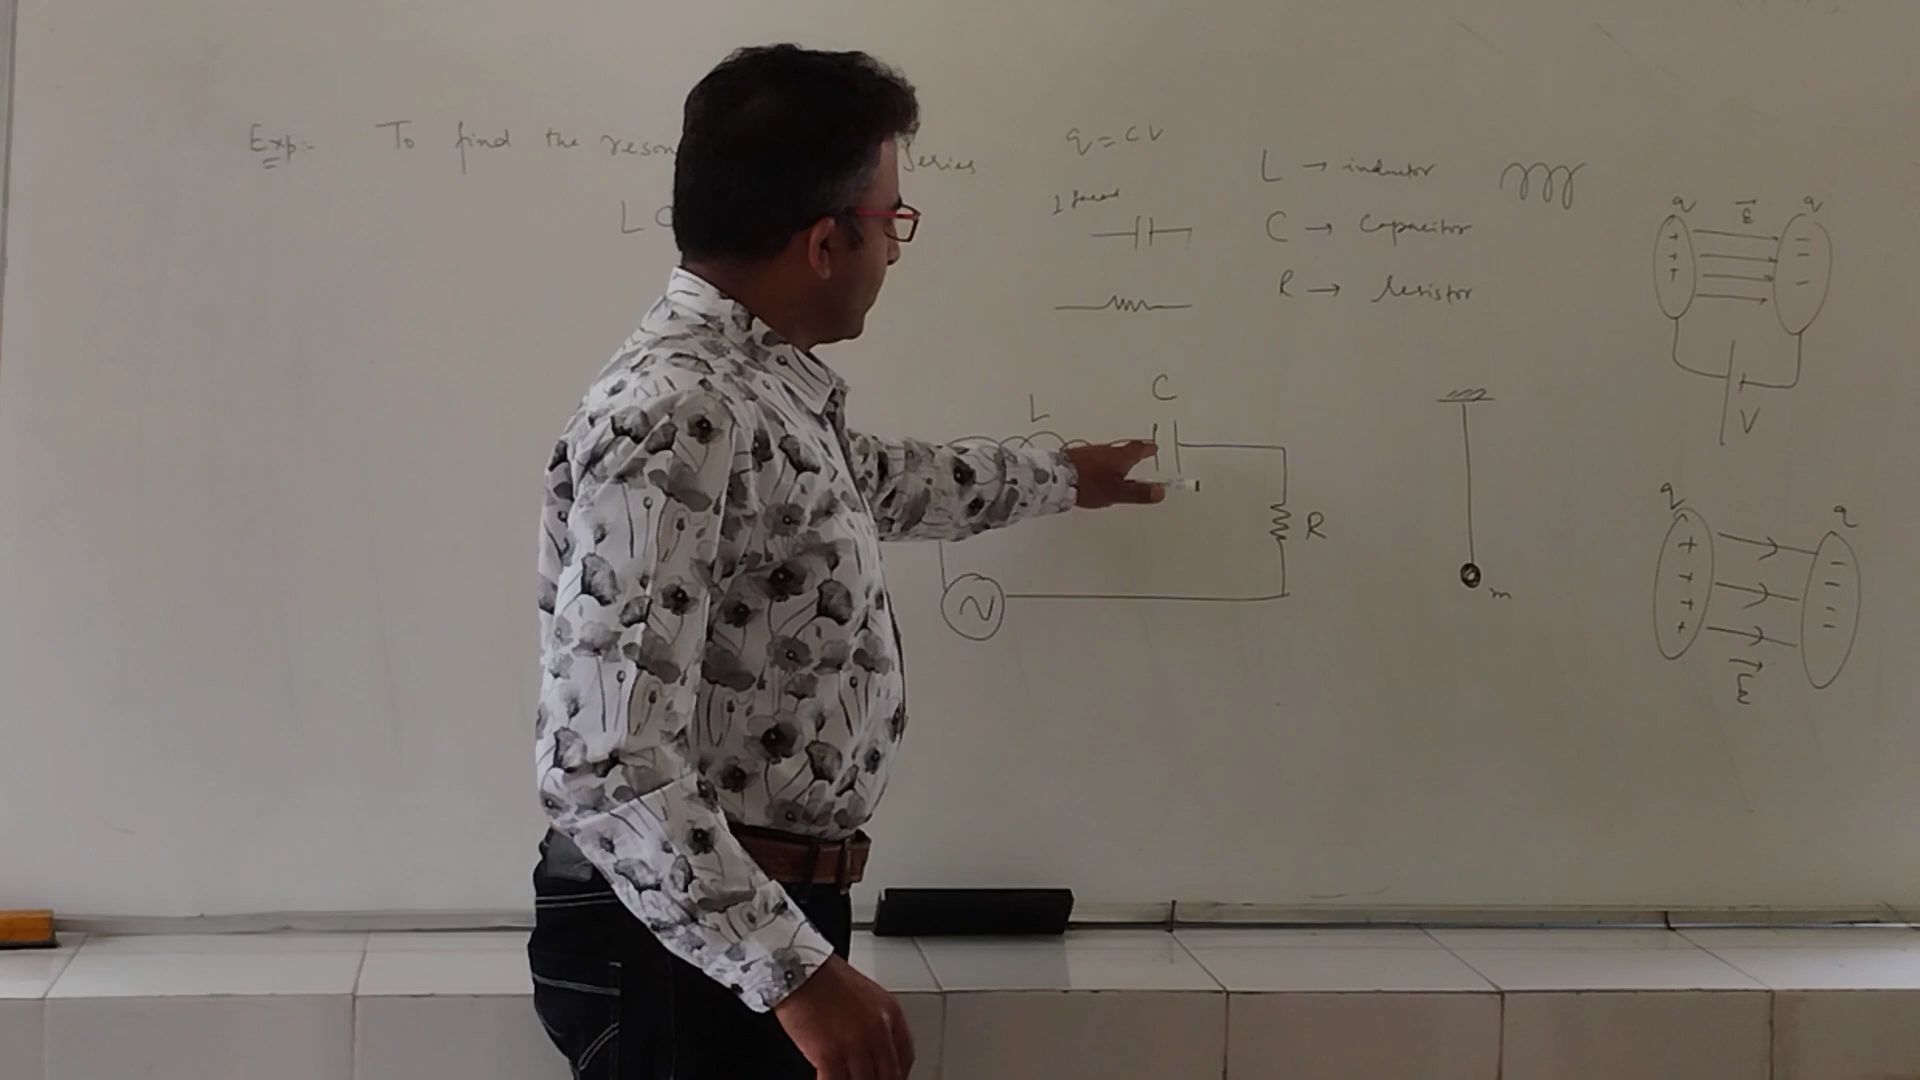 Exp:- To find the reson Series
L C
q = CV
1 farad
L → inductor
C → Capacitor
R → Resistor
q E q
+ + +
- - -
V
L
C
R
m
q q
+ + + +
- - - -
E